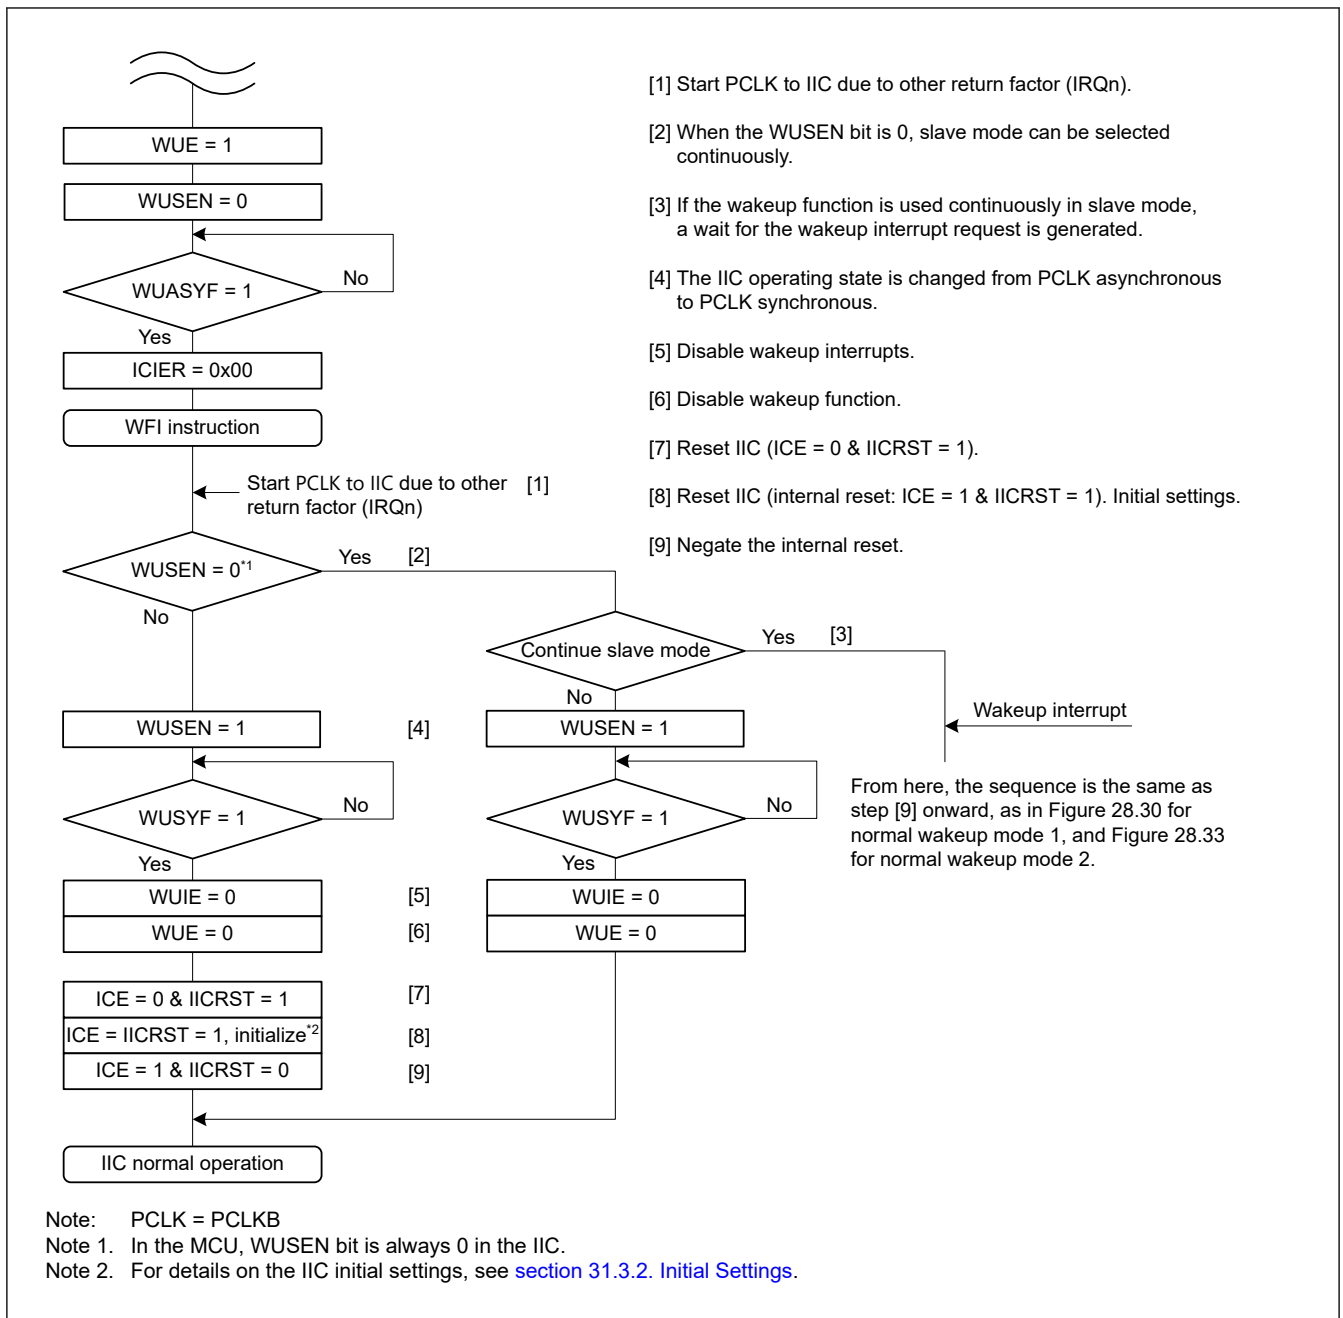 WUE = 1
WUSEN = 0
WUASYF = 1
No
Yes
ICIER = 0x00
WFI instruction
Start PCLK to IIC due to other [1]
return factor (IRQn)
WUSEN = 0*1
Yes [2]
No
Continue slave mode
Yes [3]
No
Wakeup interrupt
From here, the sequence is the same as
step [9] onward, as in Figure 28.30 for
normal wakeup mode 1, and Figure 28.33
for normal wakeup mode 2.
WUSEN = 1 [4] WUSEN = 1
WUSYF = 1 No WUSYF = 1 No
Yes Yes
WUIE = 0 [5] WUIE = 0
WUE = 0 [6] WUE = 0
ICE = 0 & IICRST = 1 [7]
ICE = IICRST = 1, initialize*2 [8]
ICE = 1 & IICRST = 0 [9]
IIC normal operation
[1] Start PCLK to IIC due to other return factor (IRQn).
[2] When the WUSEN bit is 0, slave mode can be selected
continuously.
[3] If the wakeup function is used continuously in slave mode,
a wait for the wakeup interrupt request is generated.
[4] The IIC operating state is changed from PCLK asynchronous
to PCLK synchronous.
[5] Disable wakeup interrupts.
[6] Disable wakeup function.
[7] Reset IIC (ICE = 0 & IICRST = 1).
[8] Reset IIC (internal reset: ICE = 1 & IICRST = 1). Initial settings.
[9] Negate the internal reset.
Note: PCLK = PCLKB
Note 1. In the MCU, WUSEN bit is always 0 in the IIC.
Note 2. For details on the IIC initial settings, see section 31.3.2. Initial Settings.